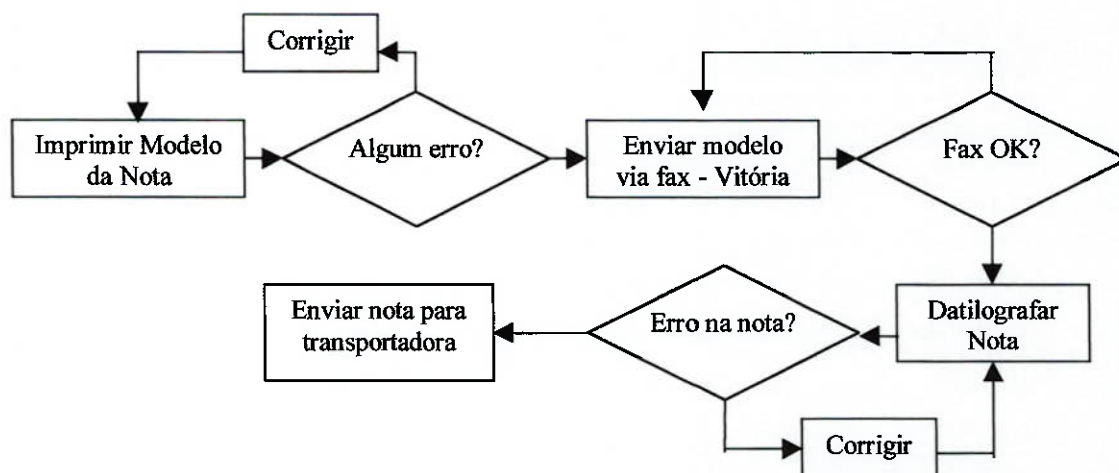 Corrigir
Imprimir Modelo
da Nota
Algum erro?
Enviar modelo
via fax - Vitória
Fax OK?
Enviar nota para
transportadora
Erro na nota?
Datilografar
Nota
Corrigir